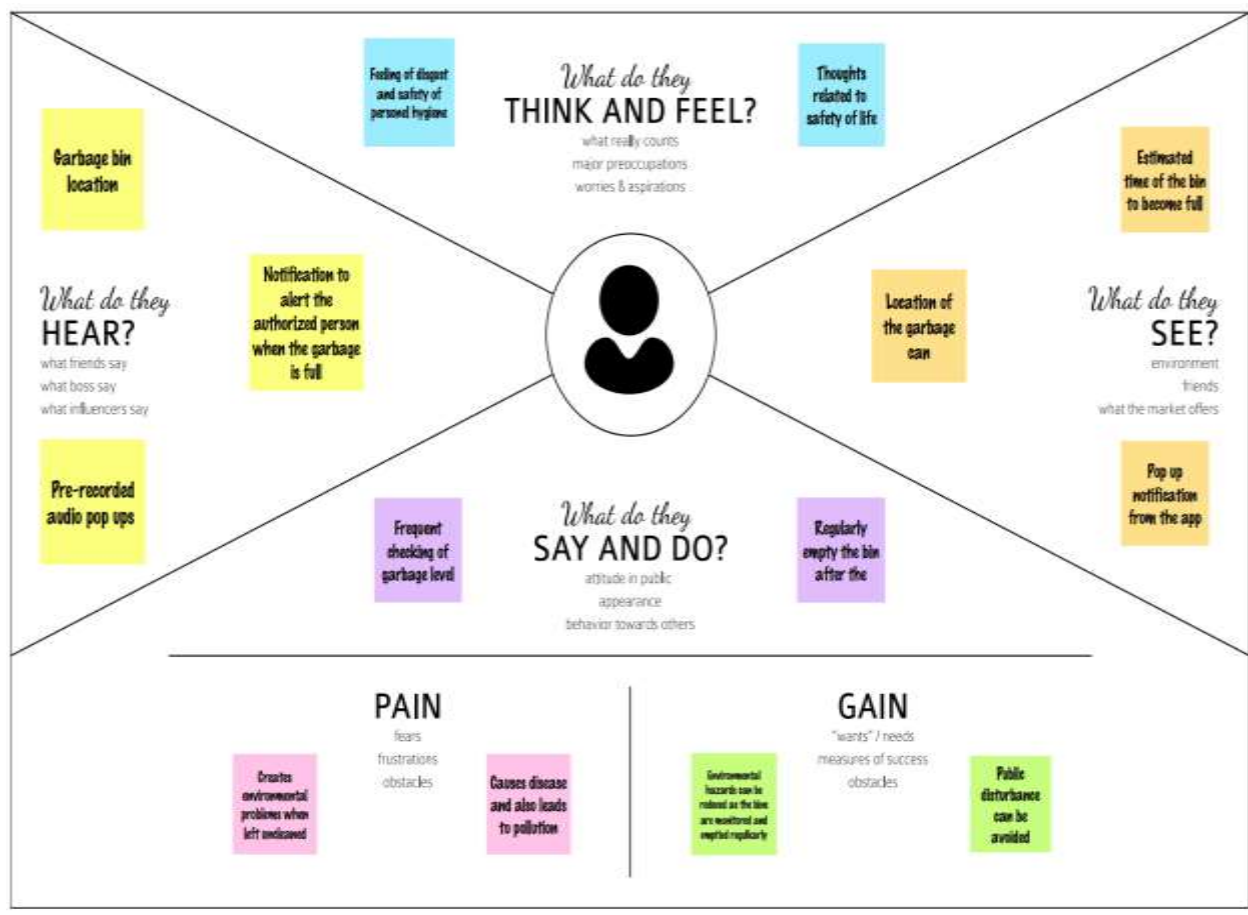 What do they
THINK AND FEEL?
what really counts
major preoccupations
worries & aspirations
Feeling of disgust
and safety of
personal hygiene
Thoughts
related to
safety of life
What do they
HEAR?
what friends say
what boss say
what influencers say
Garbage bin
location
Notification to
alert the
authorized person
when the garbage
is full
Pre-recorded
audio pop ups
What do they
SEE?
environment
friends
what the market offers
Estimated
time of the bin
to become full
Location of
the garbage
can
Pop up
notification
from the app
What do they
SAY AND DO?
attitude in public
appearance
behavior towards others
Frequent
checking of
garbage level
Regularly
empty the bin
after the
PAIN
fears
frustrations
obstacles
Creates
environmental
problems when
left uncleaned
Causes disease
and also leads
to pollution
GAIN
"wants" / needs
measures of success
obstacles
Environmental
hazards can be
reduced as the bins
are monitored and
emptied regularly
Public
disturbance
can be
avoided